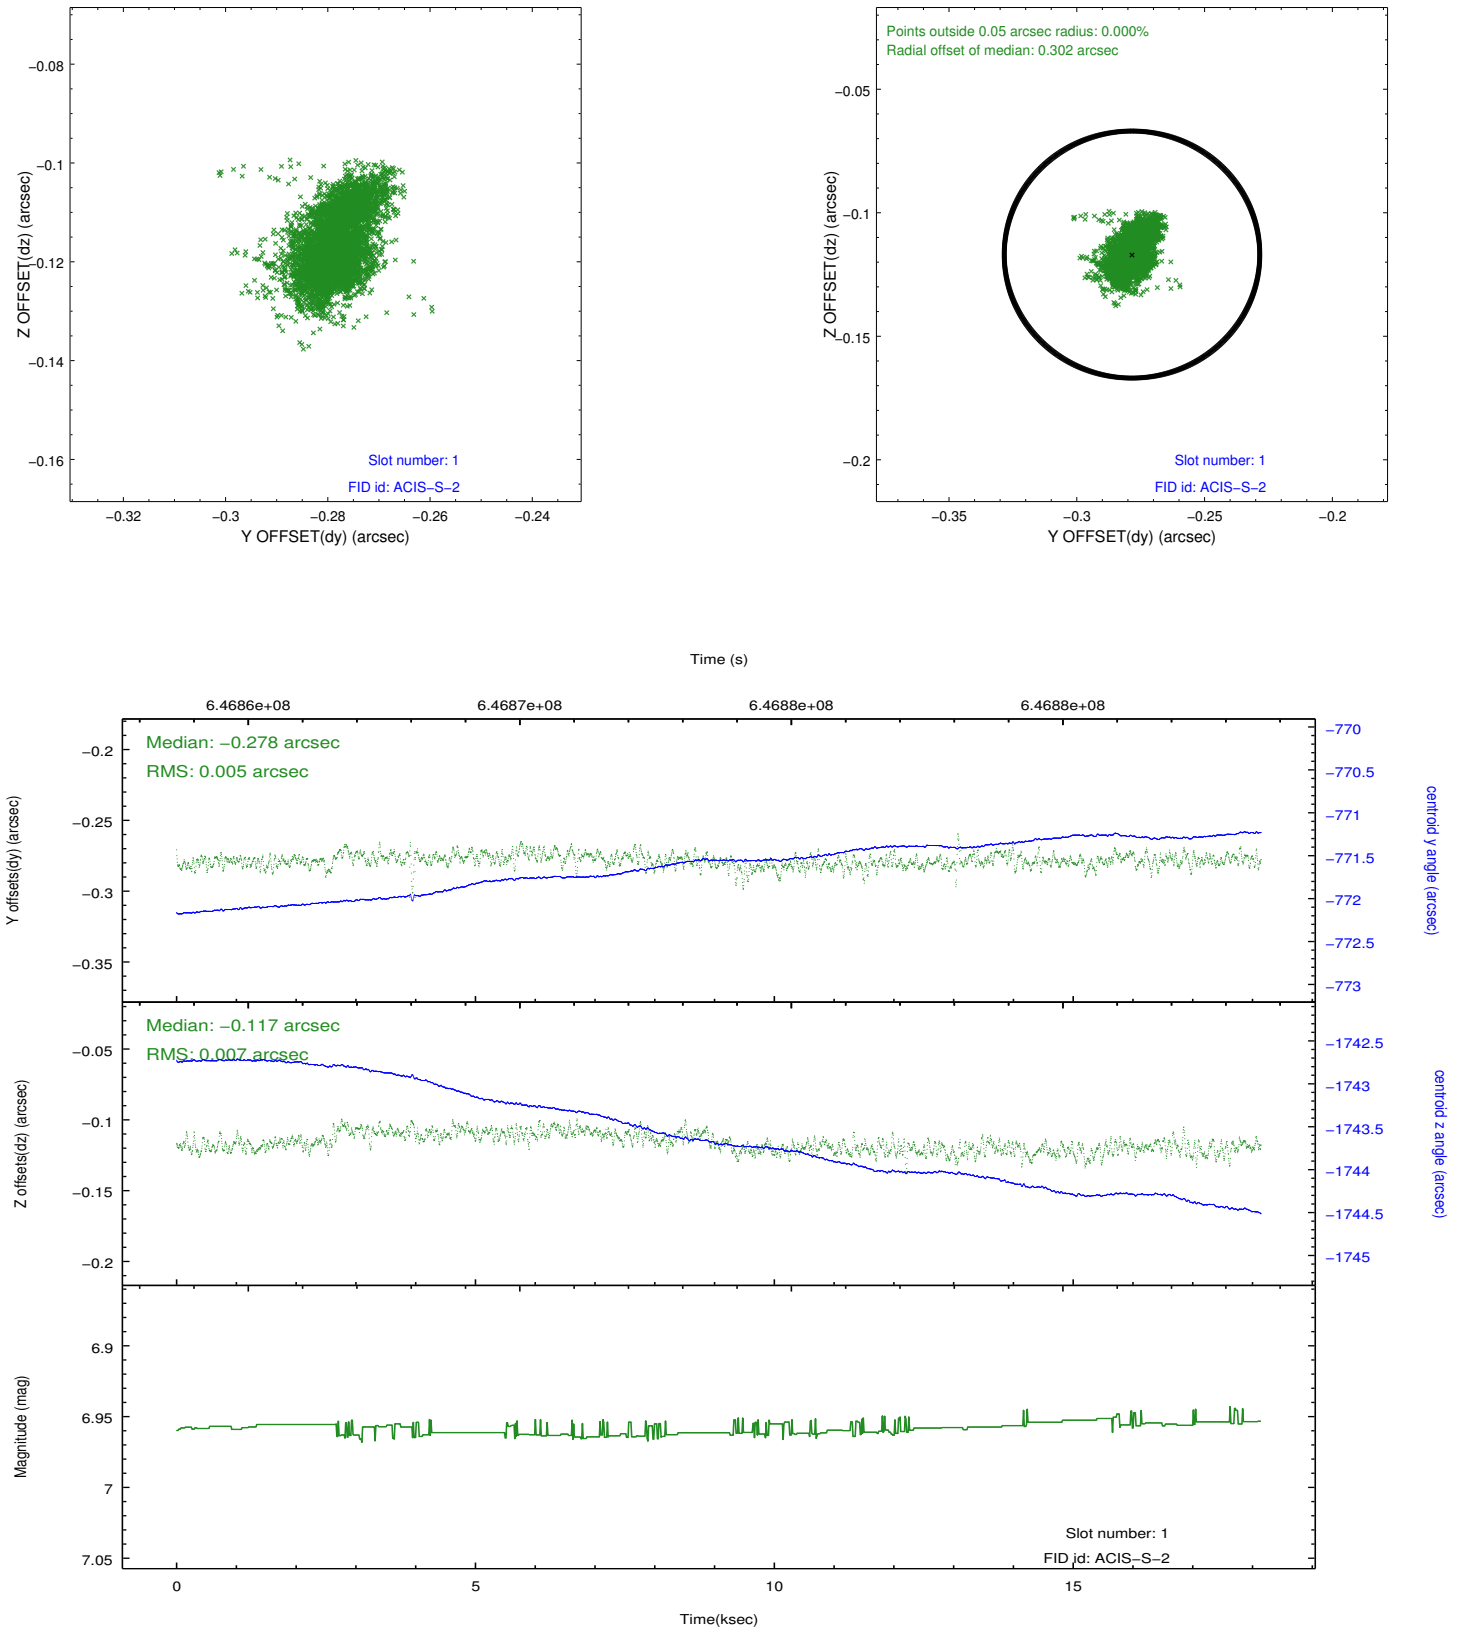 Points outside 0.05 arcsec radius: 0.000%
Radial offset of median: 0.302 arcsec
−0.08
−0.1
−0.12
−0.14
−0.16
Z OFFSET(dz) (arcsec)
Slot number: 1
FID id: ACIS−S−2
−0.32
−0.3
−0.28
−0.26
−0.24
Y OFFSET(dy) (arcsec)
−0.05
−0.1
−0.15
−0.2
Z OFFSET(dz) (arcsec)
Slot number: 1
FID id: ACIS−S−2
−0.35
−0.3
−0.25
−0.2
Y OFFSET(dy) (arcsec)
Time (s)
6.4686e+08
6.4687e+08
6.4688e+08
6.4688e+08
Median: −0.278 arcsec
RMS: 0.005 arcsec
−0.2
−0.25
−0.3
−0.35
Y offsets(dy) (arcsec)
−770
−770.5
−771
−771.5
−772
−772.5
−773
centroid y angle (arcsec)
Median: −0.117 arcsec
RMS: 0.007 arcsec
−0.05
−0.1
−0.15
−0.2
Z offsets(dz) (arcsec)
−1742.5
−1743
−1743.5
−1744
−1744.5
−1745
centroid z angle (arcsec)
6.9
6.95
7
7.05
Magnitude (mag)
Slot number: 1
FID id: ACIS−S−2
0
5
10
15
Time(ksec)